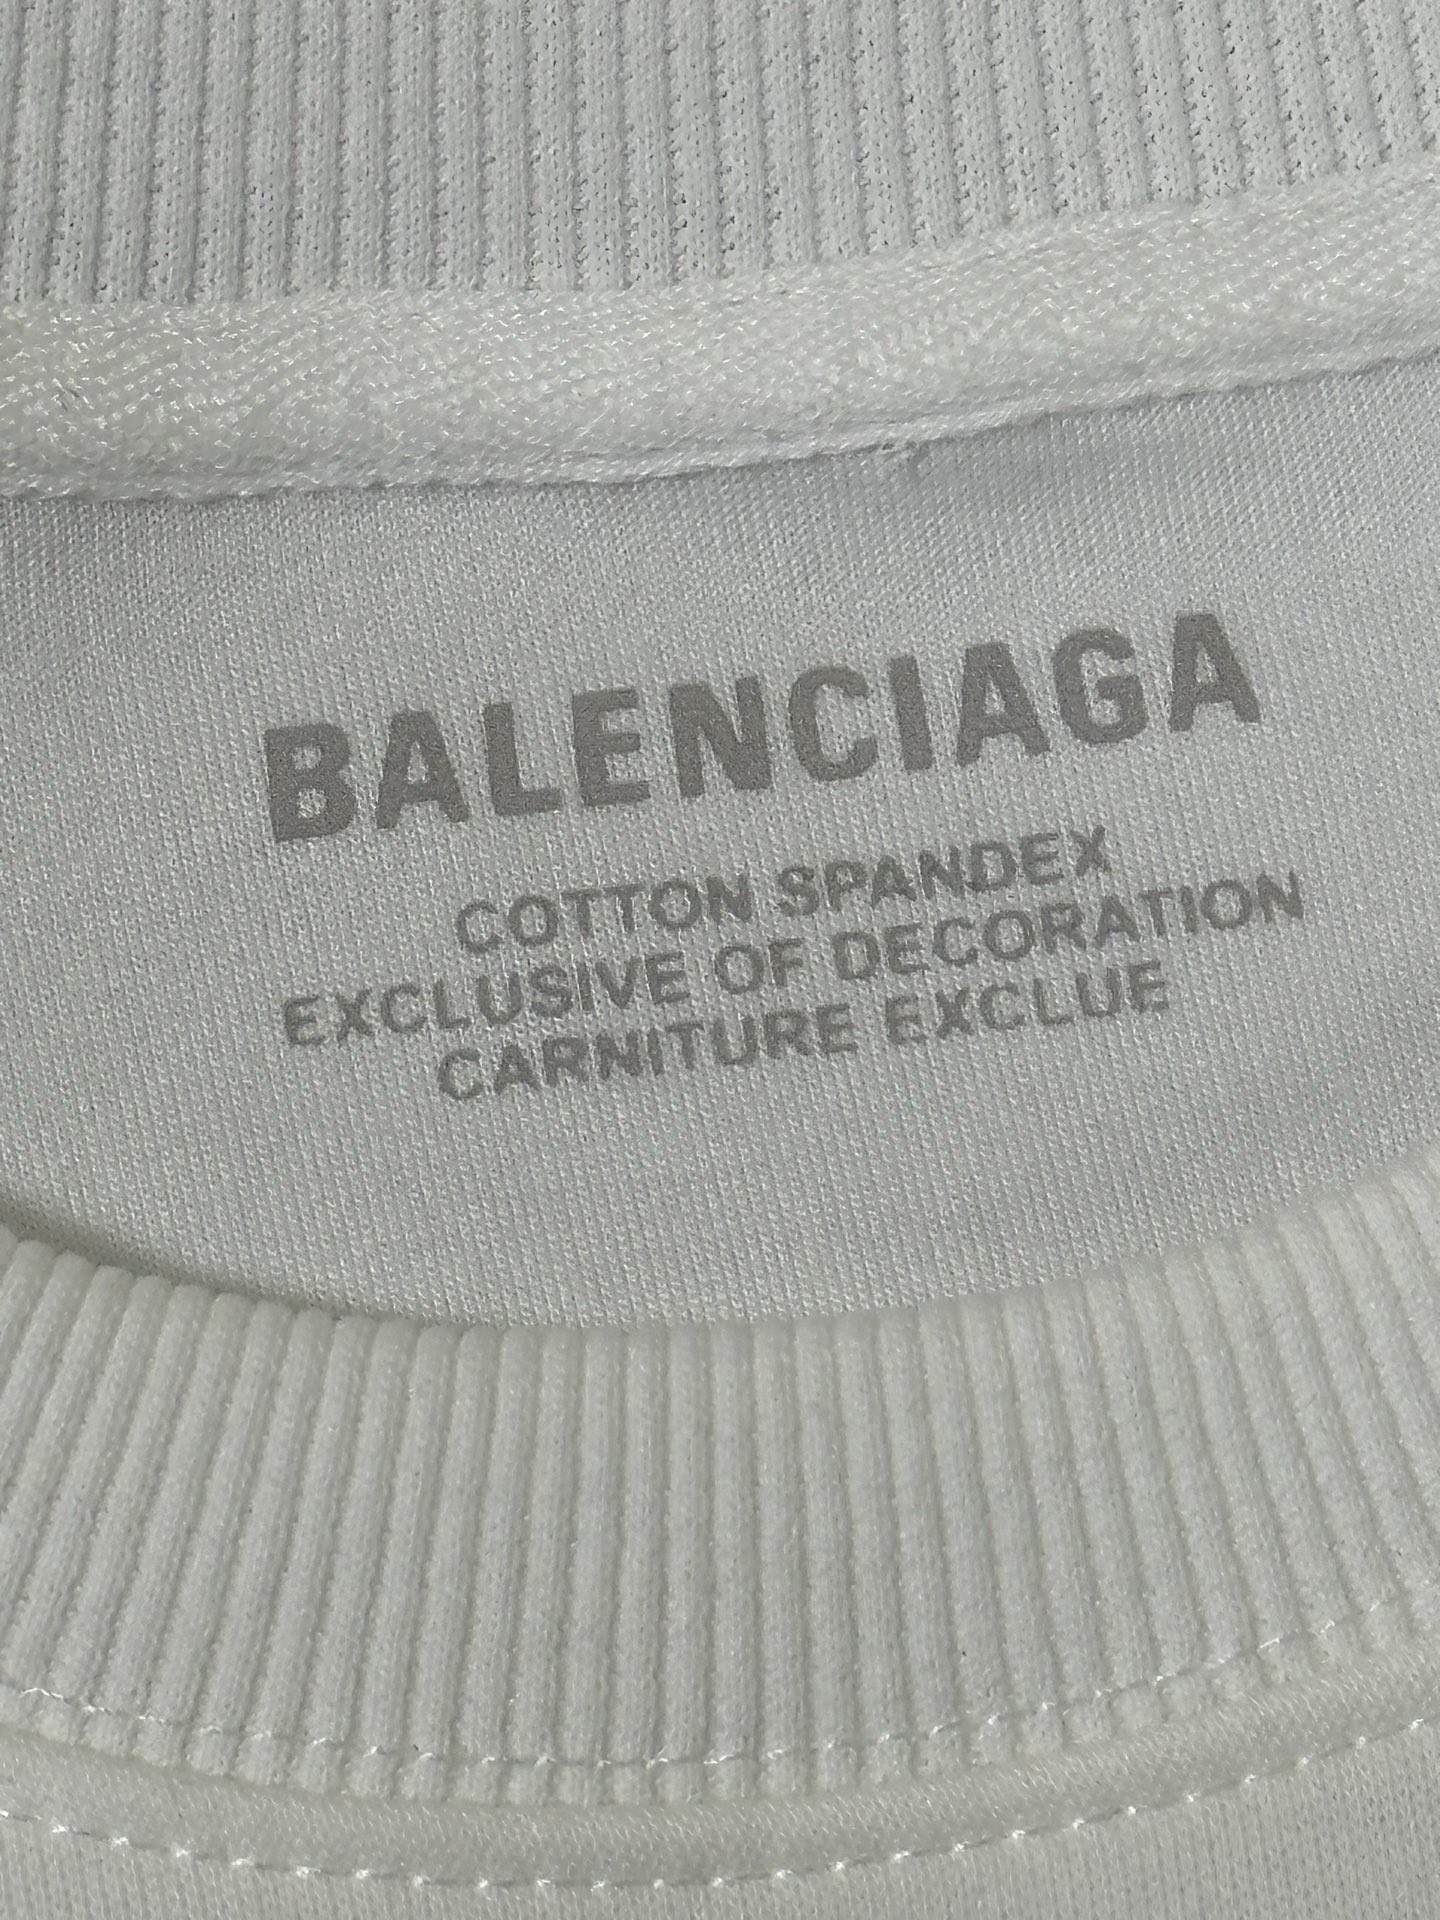 BALENCIAGA
COTTON SPANDEX
EXCLUSIVE OF DECORATION
CARNITURE EXCLUE